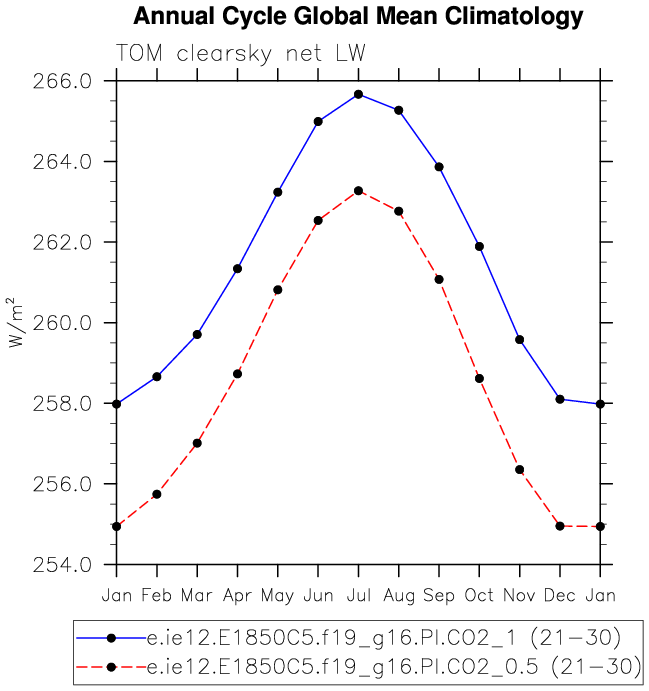 Annual Cycle Global Mean Climatology
TOM clearsky net LW
266.0
264.0
262.0
260.0
258.0
256.0
254.0
W/m²
Jan Feb Mar Apr May Jun Jul Aug Sep Oct Nov Dec Jan
e.ie12.E1850C5.f19_g16.PI.CO2_1 (21-30)
e.ie12.E1850C5.f19_g16.PI.CO2_0.5 (21-30)